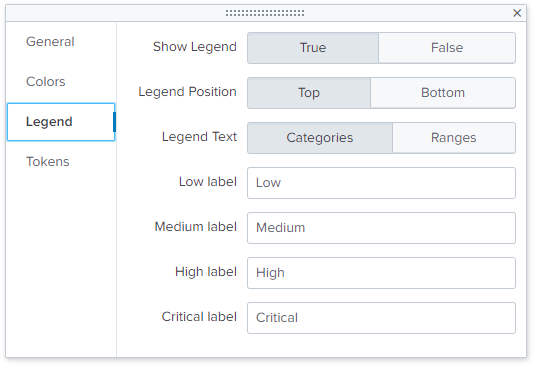 General
Colors
Legend
Tokens
Show Legend True False
Legend Position Top Bottom
Legend Text Categories Ranges
Low label Low
Medium label Medium
High label High
Critical label Critical